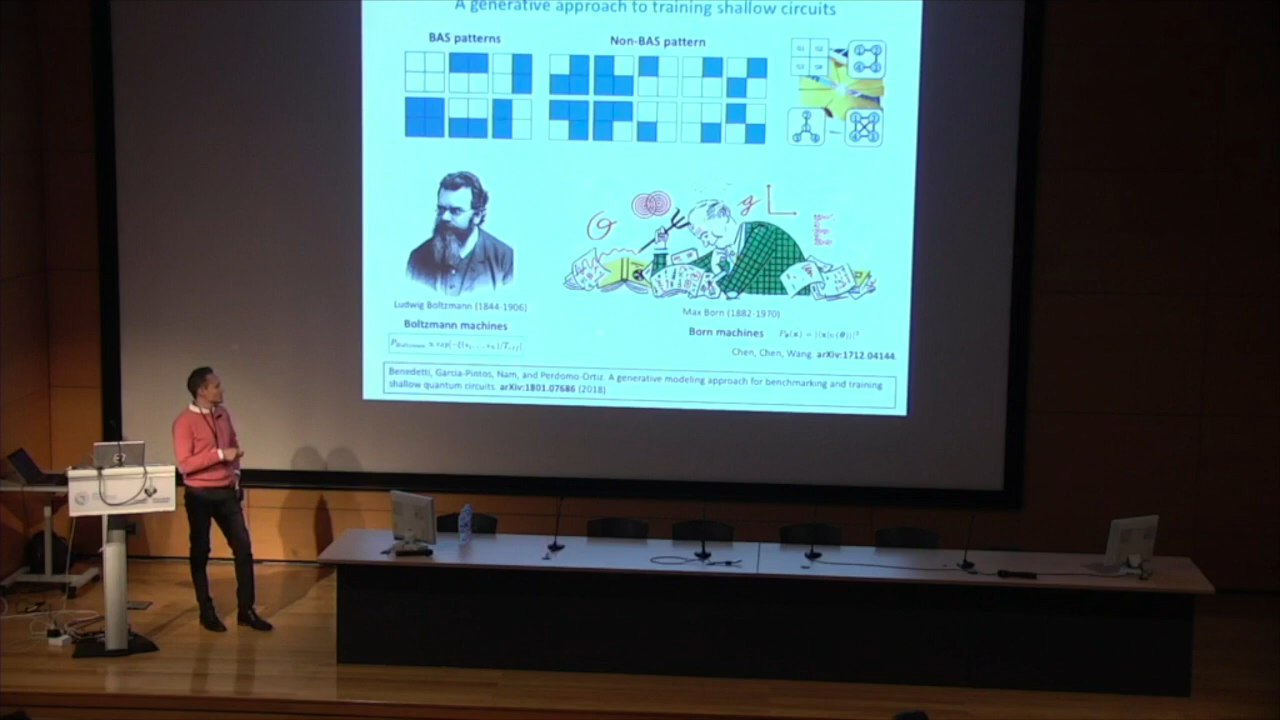 A generative approach to training shallow circuits
BAS patterns
Non-BAS pattern
Ludwig Boltzmann (1844-1906)
Boltzmann machines
Max Born (1882-1970)
Born machines
Chen, Chen, Wang. arXiv:1712.04144.
Benedetti, Garcia-Pintos, Nam, and Perdomo-Ortiz. A generative modeling approach for benchmarking and training
shallow quantum circuits. arXiv:1801.07686 (2018)